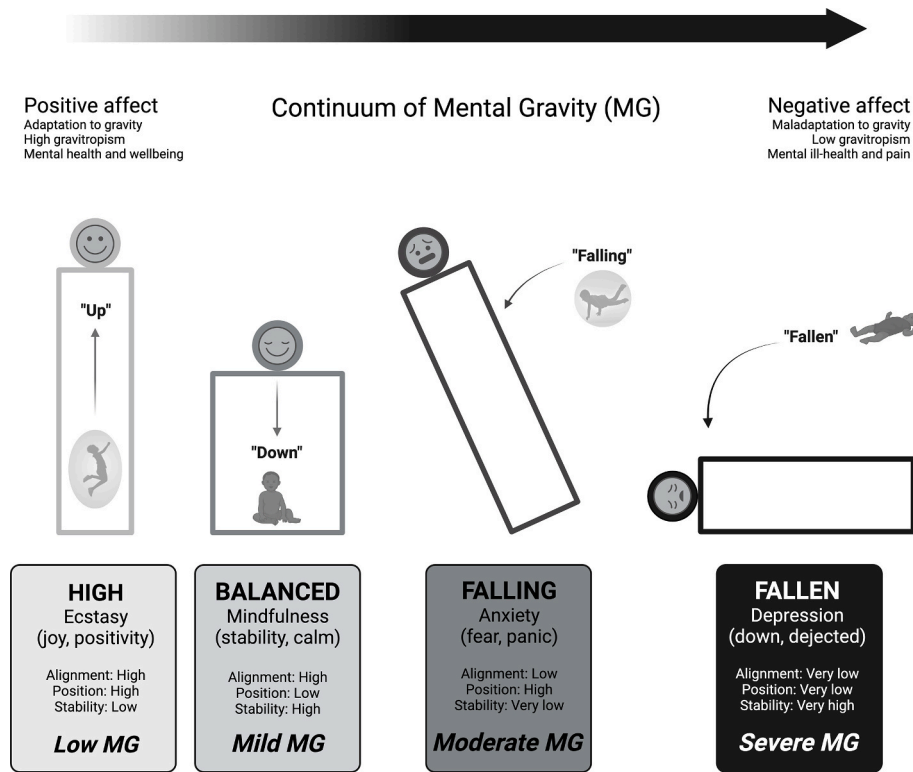 Positive affect
Adaptation to gravity
High gravitropism
Mental health and wellbeing
Continuum of Mental Gravity (MG)
Negative affect
Maladaptation to gravity
Low gravitropism
Mental ill-health and pain
"Up"
"Down"
"Falling"
"Fallen"
HIGH
Ecstasy
(joy, positivity)
Alignment: High
Position: High
Stability: Low
Low MG
BALANCED
Mindfulness
(stability, calm)
Alignment: High
Position: Low
Stability: High
Mild MG
FALLING
Anxiety
(fear, panic)
Alignment: Low
Position: High
Stability: Very low
Moderate MG
FALLEN
Depression
(down, dejected)
Alignment: Very low
Position: Very low
Stability: Very high
Severe MG